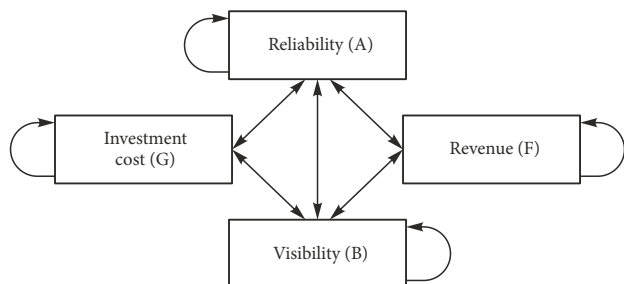 Reliability (A)
Investment
cost (G)
Revenue (F)
Visibility (B)